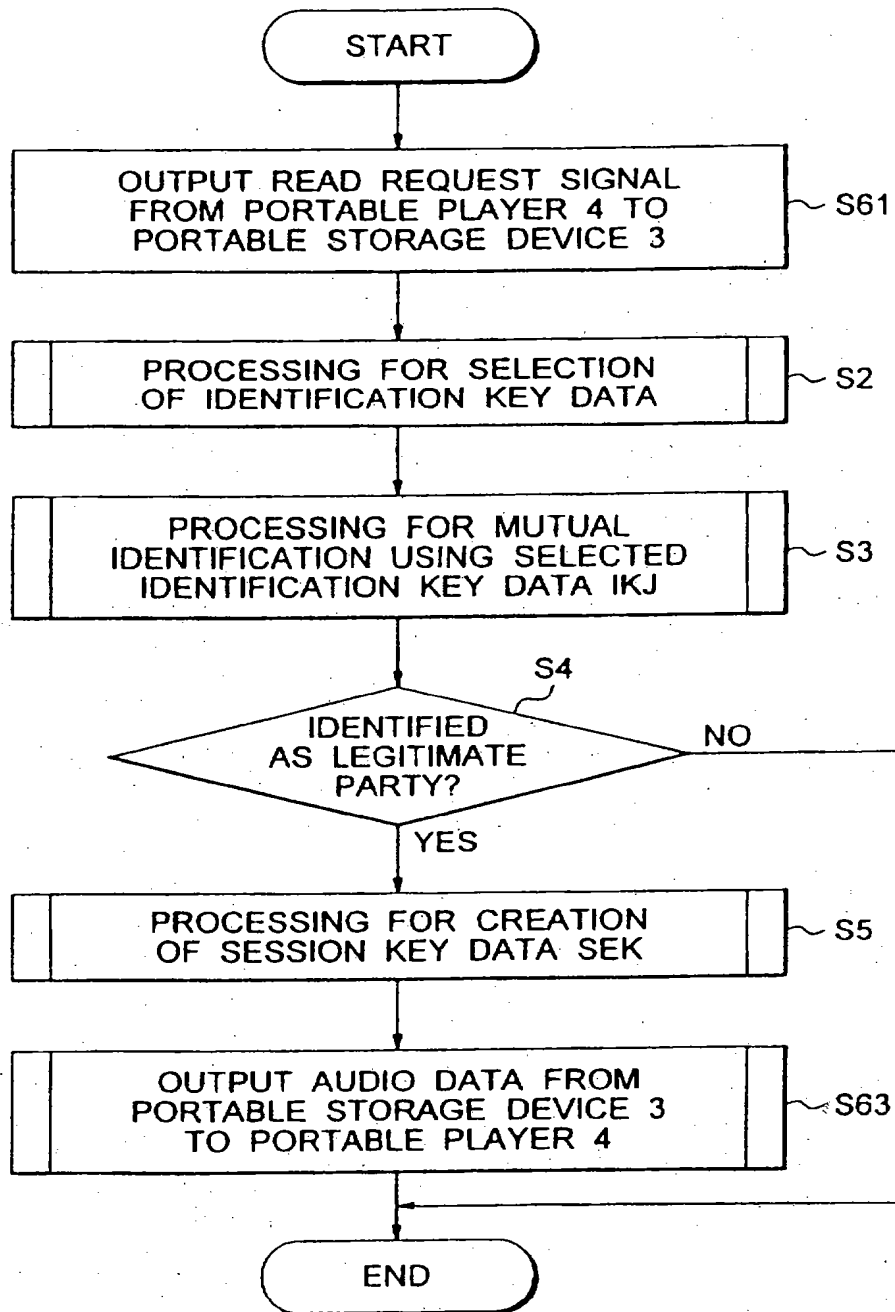 START
OUTPUT READ REQUEST SIGNAL
FROM PORTABLE PLAYER 4 TO
PORTABLE STORAGE DEVICE 3
S61
PROCESSING FOR SELECTION
OF IDENTIFICATION KEY DATA
S2
PROCESSING FOR MUTUAL
IDENTIFICATION USING SELECTED
IDENTIFICATION KEY DATA IKJ
S3
S4
IDENTIFIED
AS LEGITIMATE
PARTY?
NO
YES
PROCESSING FOR CREATION
OF SESSION KEY DATA SEK
S5
OUTPUT AUDIO DATA FROM
PORTABLE STORAGE DEVICE 3
TO PORTABLE PLAYER 4
S63
END